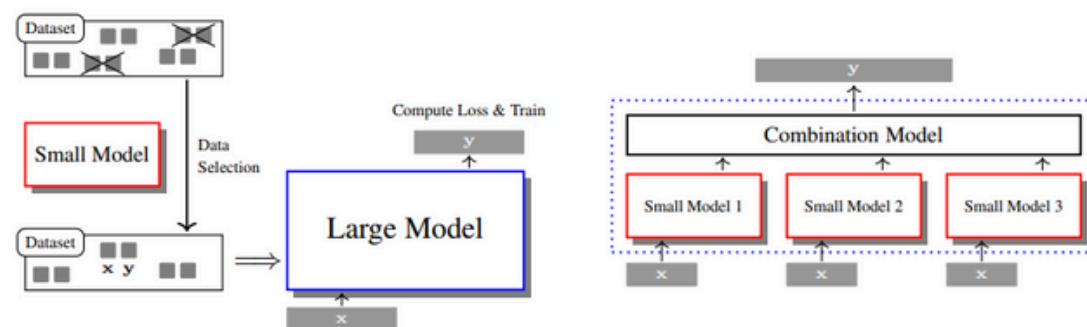 Dataset
Small Model
Data
Selection
Dataset
x y
Compute Loss & Train
y
Large Model
x
y
Combination Model
Small Model 1
Small Model 2
Small Model 3
x
x
x